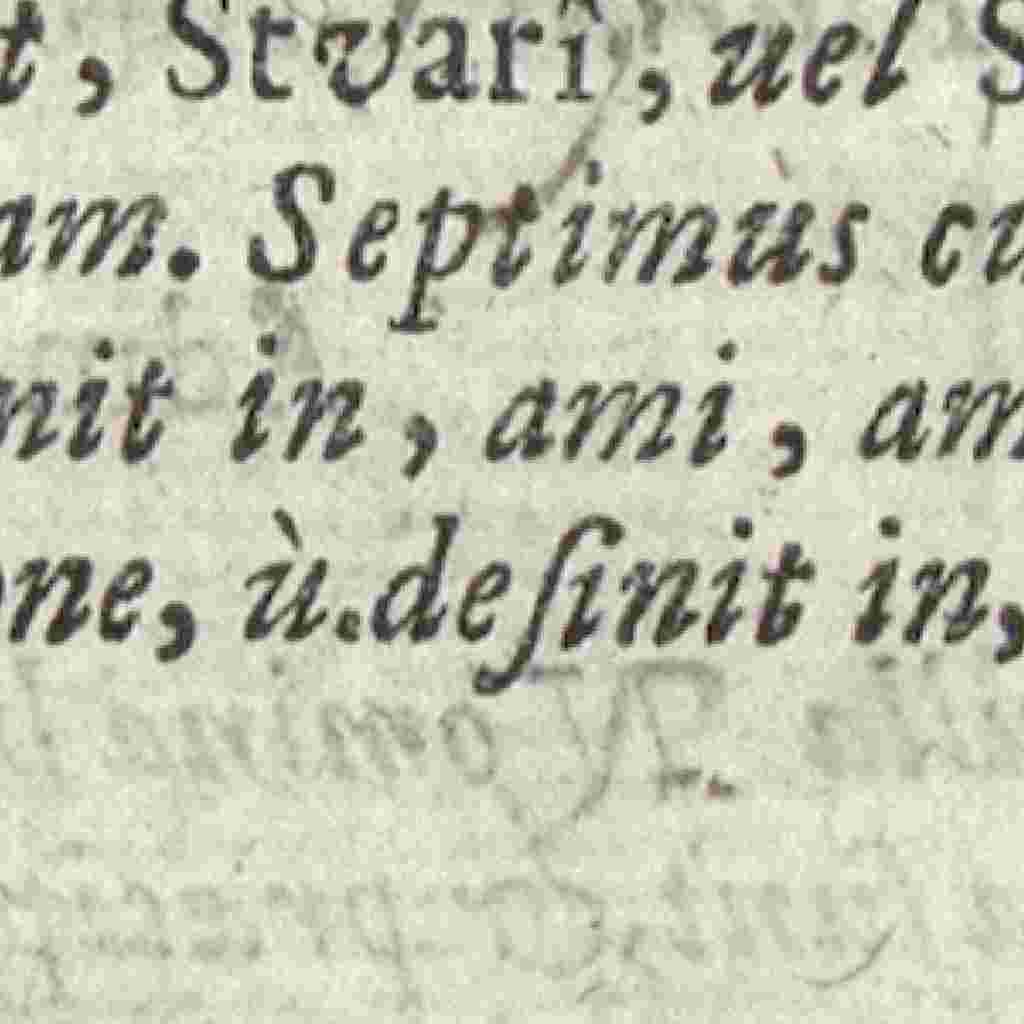 t, Stvarî, uel S
am. Septimus cu
nit in, ami, am
one, ù. deſinit in,